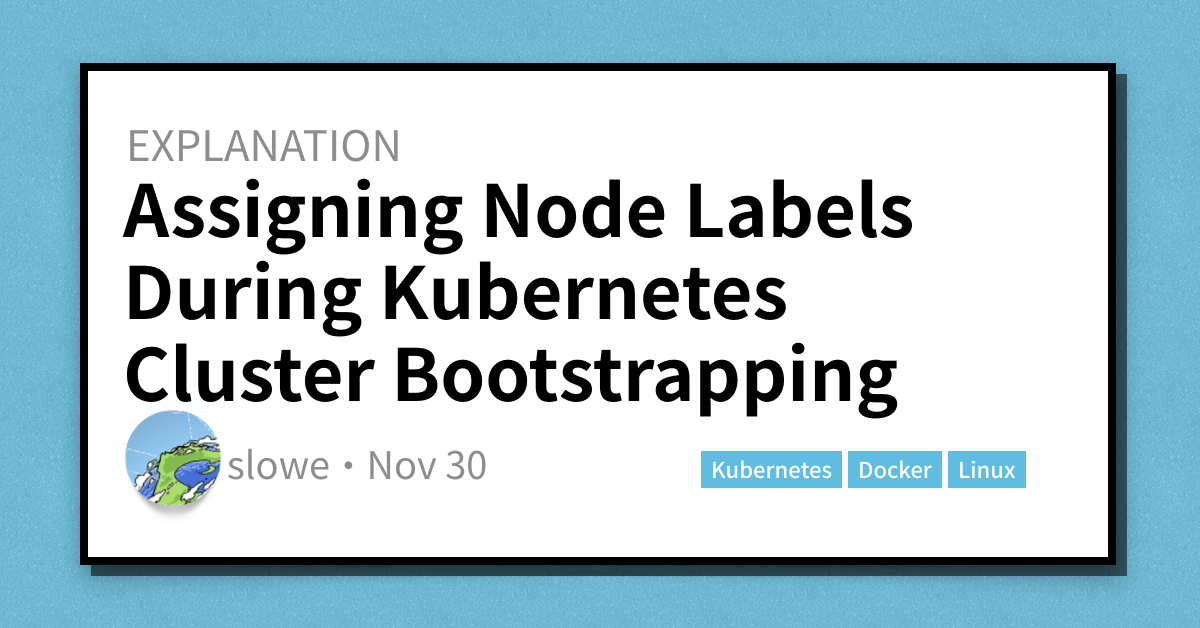 EXPLANATION
Assigning Node Labels
During Kubernetes
Cluster Bootstrapping
slowe • Nov 30
Kubernetes Docker Linux